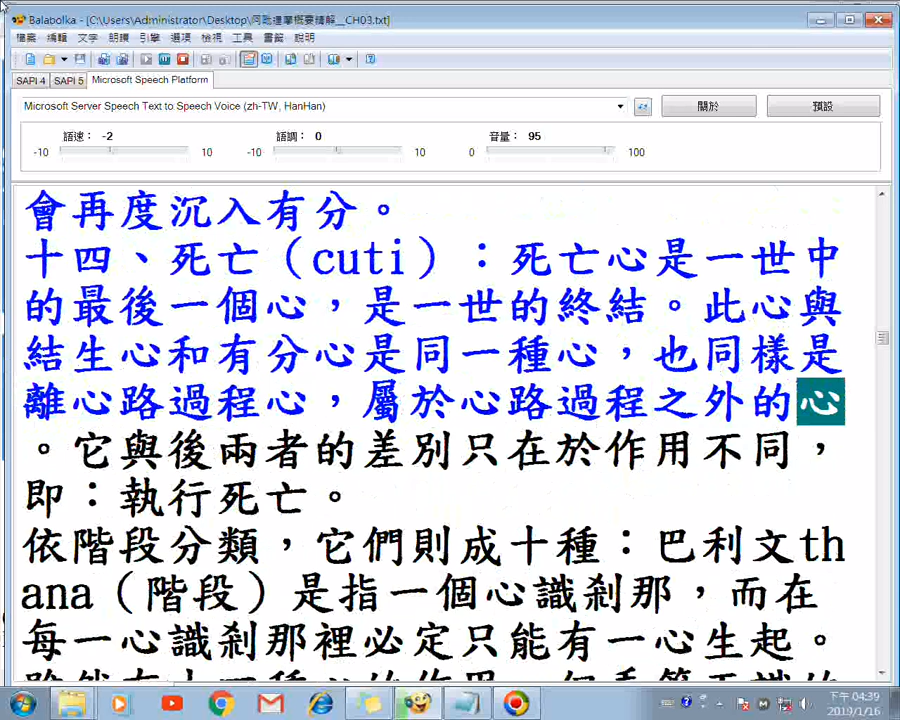 Balabolka - [C:\Users\Administrator\Desktop\阿毗達摩概要精解__CH03.txt]
檔案 編輯 文字 朗讀 引擎 選項 檢視 工具 書籤 說明
SAPI 4 SAPI 5 Microsoft Speech Platform
Microsoft Server Speech Text to Speech Voice (zh-TW, HanHan) 關於 預設
語速： -2 語調： 0 音量： 95
-10 10 -10 10 0 100
會再度沉入有分。
十四、死亡（cuti）：死亡心是一世中
的最後一個心，是一世的終結。此心與
結生心和有分心是同一種心，也同樣是
離心路過程心，屬於心路過程之外的心
。它與後兩者的差別只在於作用不同，
即：執行死亡。
依階段分類，它們則成十種：巴利文th
ana（階段）是指一個心識剎那，而在
每一心識剎那裡必定只能有一心生起。
下午 04:39
2019/1/16